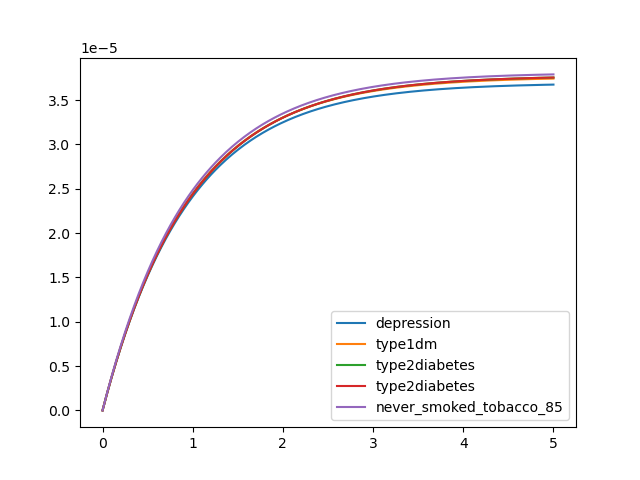 1e−5
3.5
3.0
2.5
2.0
1.5
1.0
0.5
0.0
depression
type1dm
type2diabetes
type2diabetes
never_smoked_tobacco_85
0 1 2 3 4 5